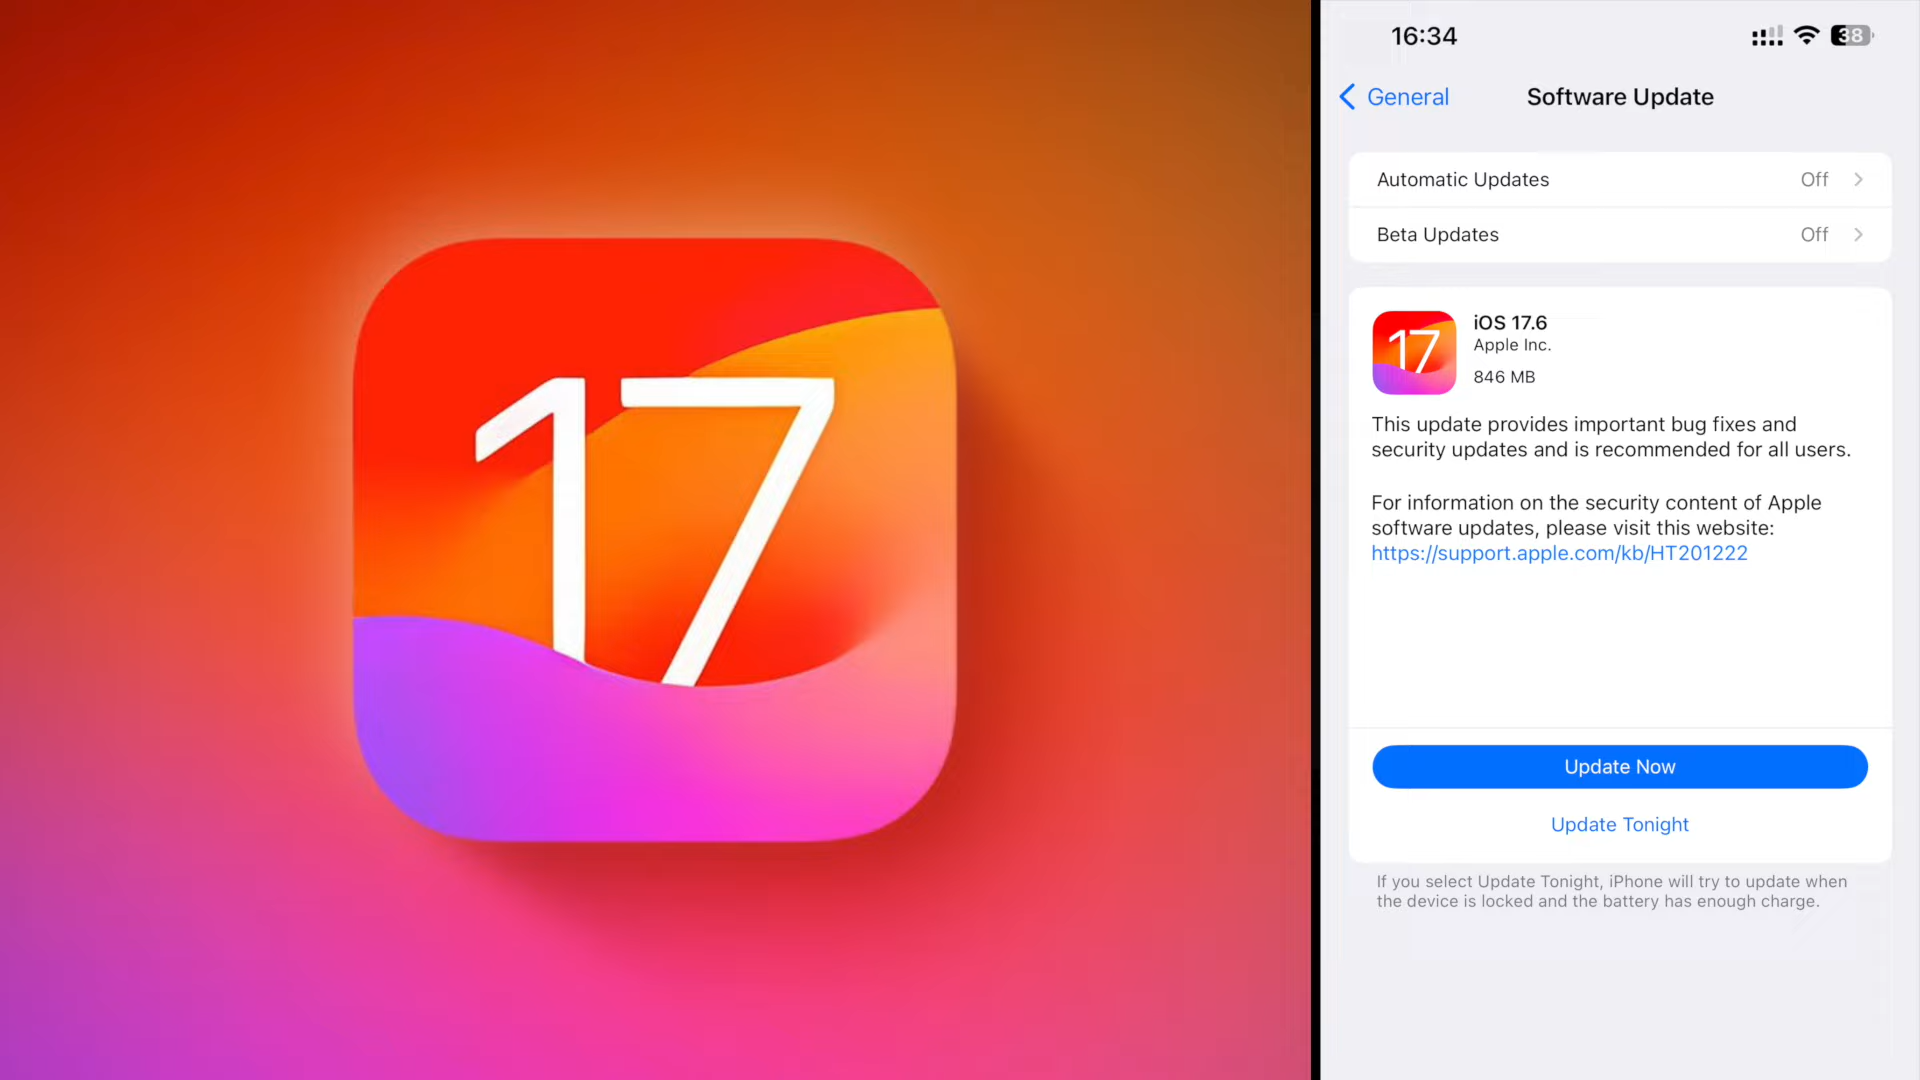 17
16:34
38
General
Software Update
Automatic Updates Off
Beta Updates Off
17
iOS 17.6
Apple Inc.
846 MB
This update provides important bug fixes and
security updates and is recommended for all users.
For information on the security content of Apple
software updates, please visit this website:
https://support.apple.com/kb/HT201222
Update Now
Update Tonight
If you select Update Tonight, iPhone will try to update when
the device is locked and the battery has enough charge.